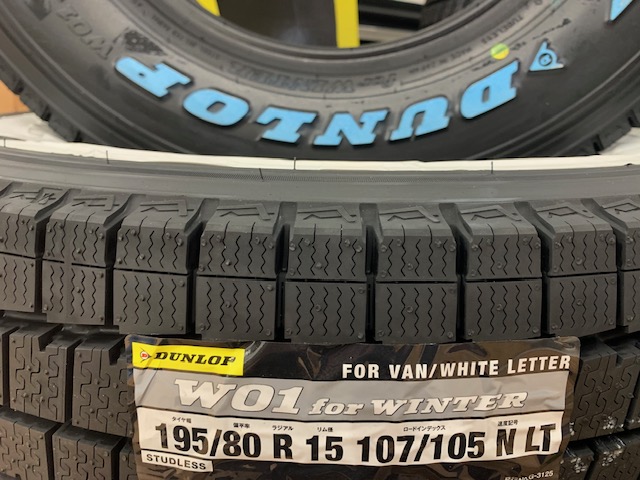 DUNLOP
DUNLOP
FOR VAN/WHITE LETTER
W01 for WINTER
タイヤ幅 偏平率 ラジアル リム径 ロードインデックス 速度記号
195/80 R 15 107/105 N LT
STUDLESS